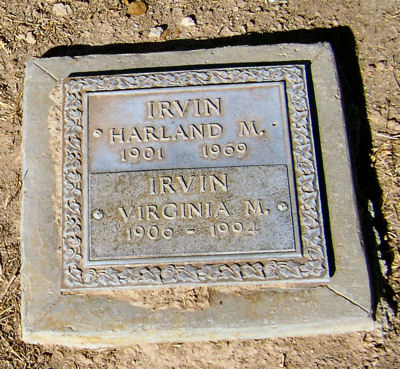 IRVIN
HARLAND M.
1901 1969
IRVIN
VIRGINIA M.
1906 - 1994